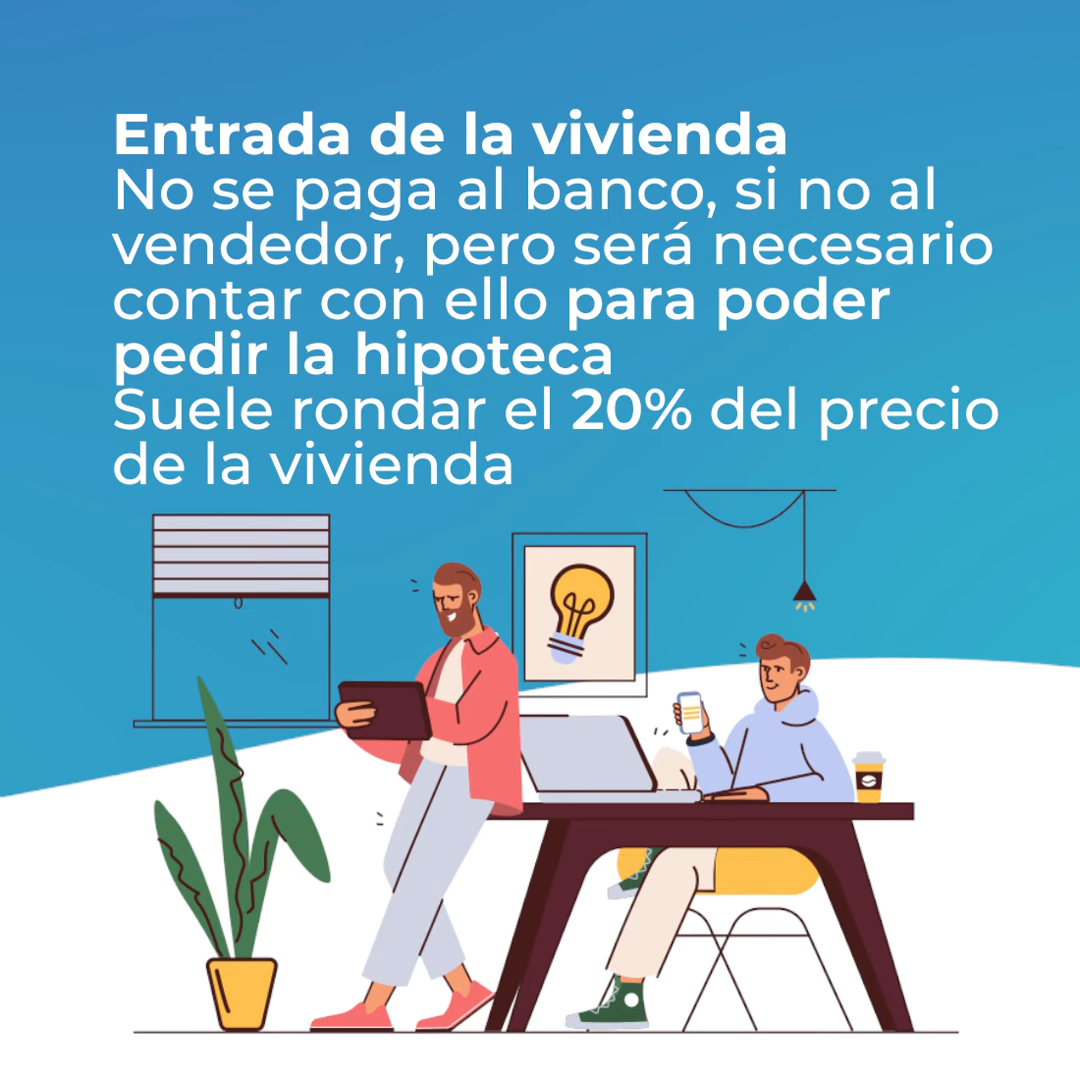 Entrada de la vivienda
No se paga al banco, si no al
vendedor, pero será necesario
contar con ello para poder
pedir la hipoteca
Suele rondar el 20% del precio
de la vivienda